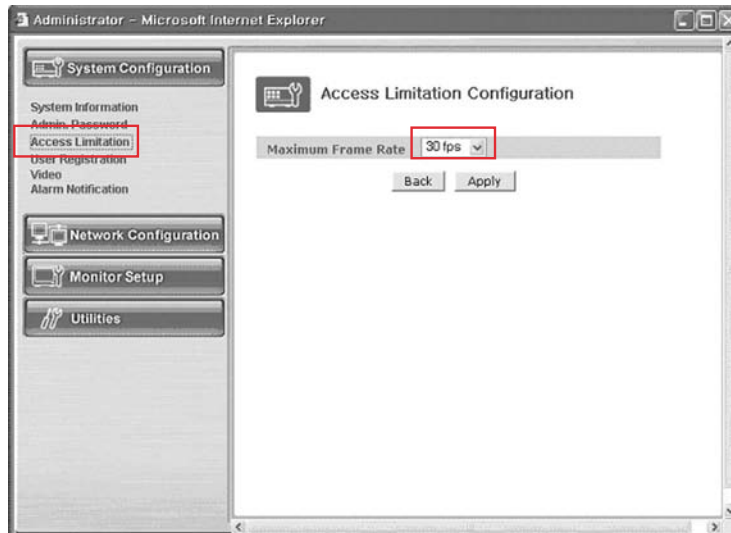 Administrator - Microsoft Internet Explorer
System Configuration
System Information
Admin. Password
Access Limitation
User Registration
Video
Alarm Notification
Network Configuration
Monitor Setup
Utilities
Access Limitation Configuration
Maximum Frame Rate 30 fps
Back Apply